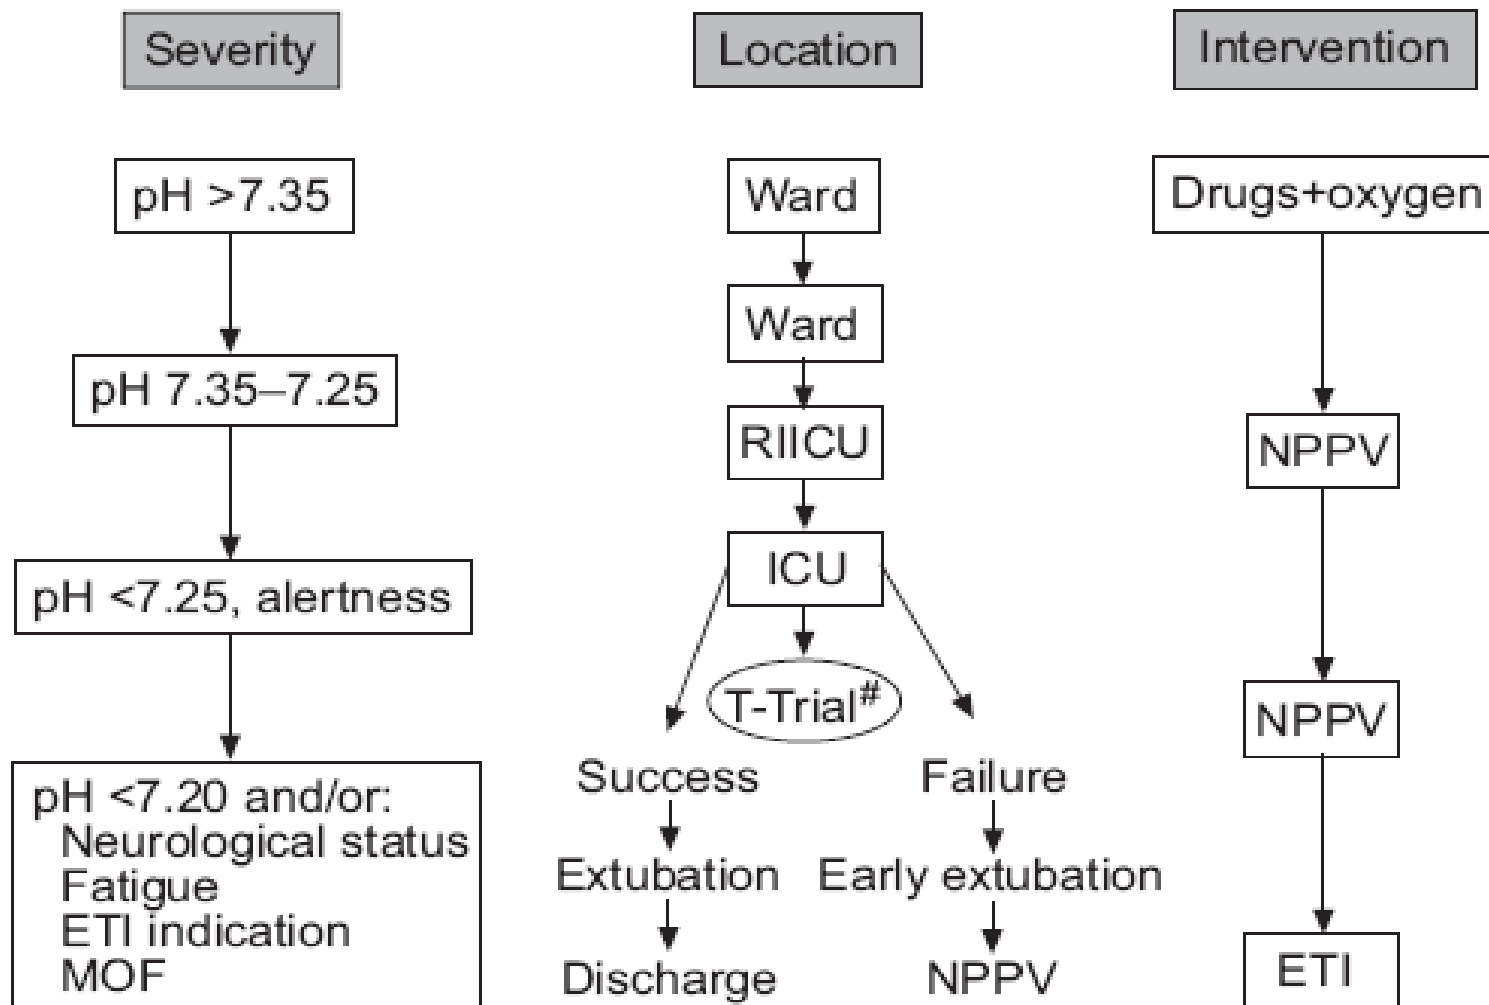 Severity
Location
Intervention
pH >7.35
Ward
Drugs+oxygen
Ward
pH 7.35–7.25
RIICU
NPPV
ICU
pH <7.25, alertness
T-Trial#
NPPV
Success
Failure
pH <7.20 and/or:
Neurological status
Fatigue
ETI indication
MOF
Extubation
Early extubation
Discharge
NPPV
ETI